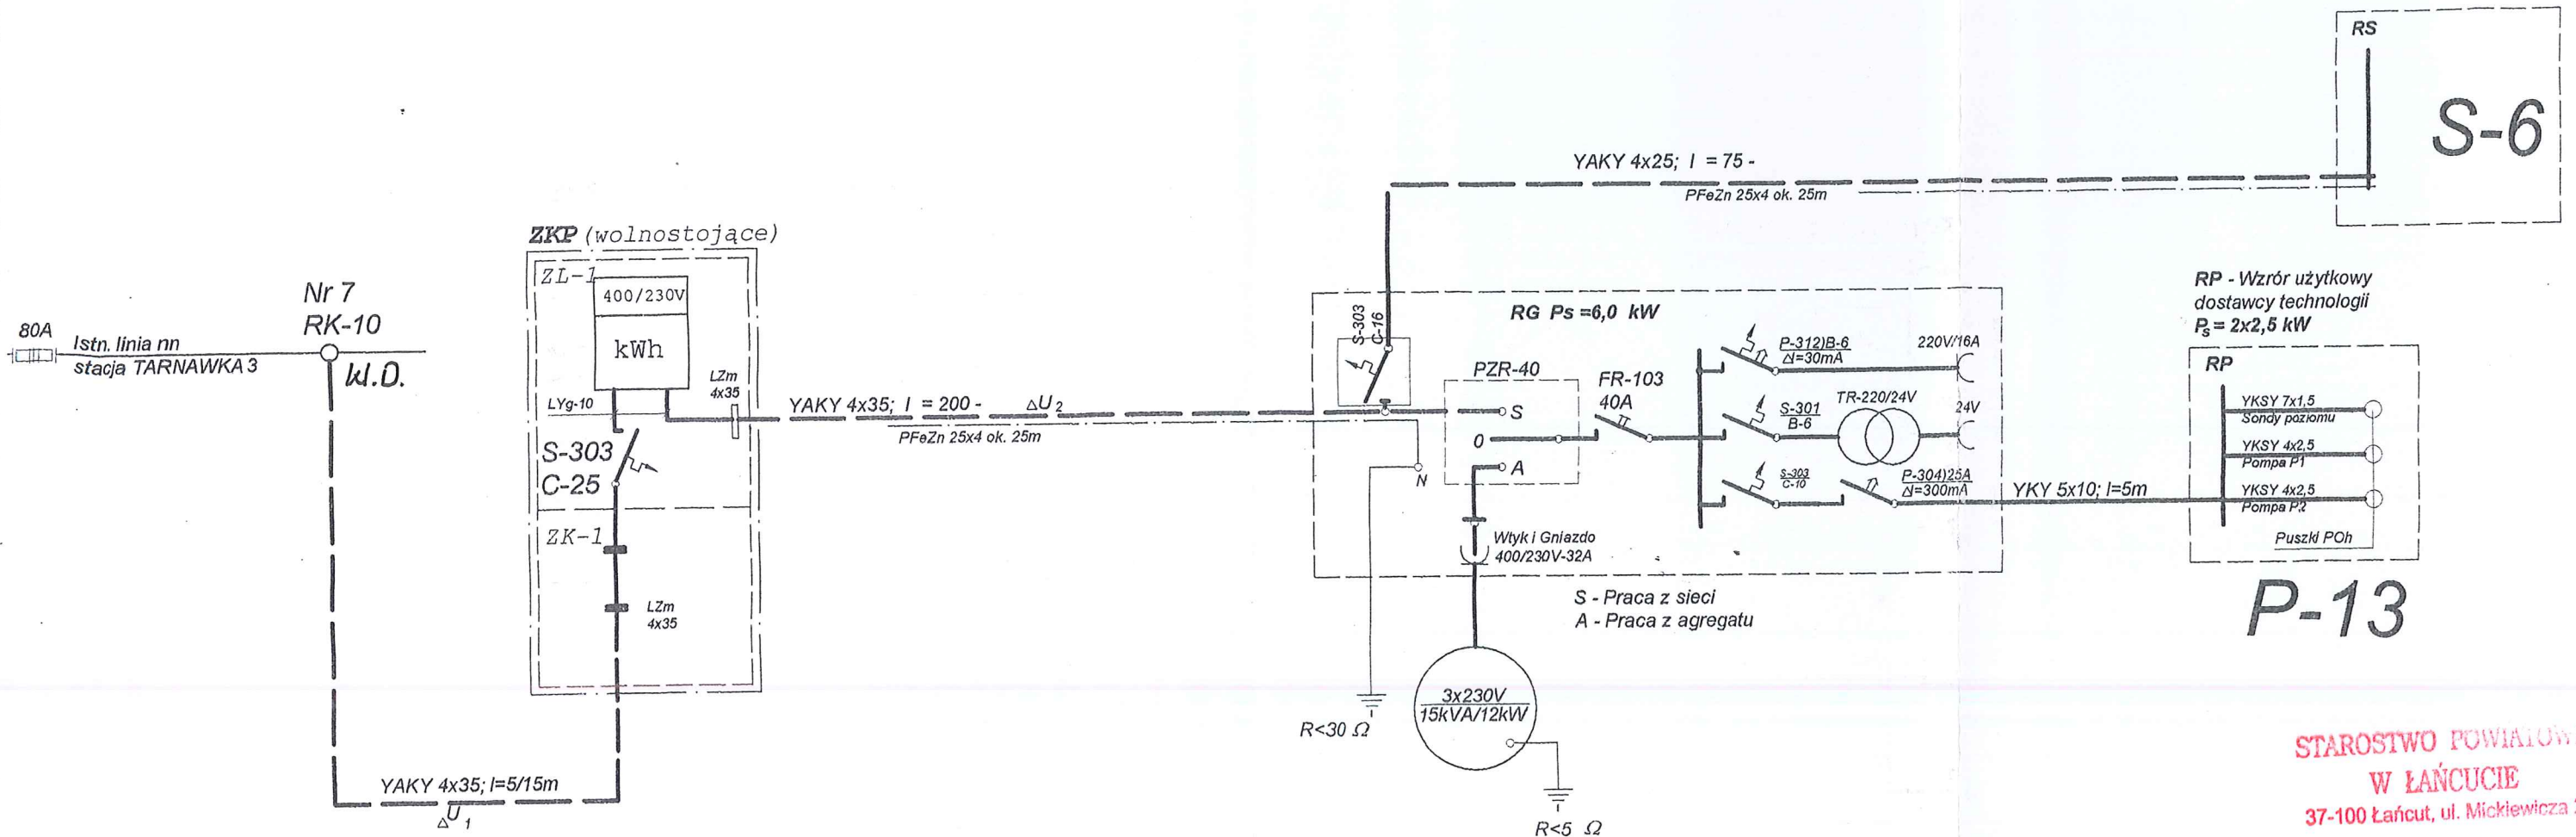 80A
Istn. linia nn
stacja TARNAWKA 3
Nr 7
RK-10
W.D.
YAKY 4x35; l=5/15m
ΔU1
ZKP (wolnostojące)
ZL-1
400/230V
kWh
LYg-10
LZm
4x35
S-303
C-25
ZK-1
LZm
4x35
YAKY 4x35; l = 200 -
ΔU2
PFeZn 25x4 ok. 25m
YAKY 4x25; l = 75 -
PFeZn 25x4 ok. 25m
RS
S-6
S-303
C-16
RG Ps =6,0 kW
PZR-40
S
0
A
N
FR-103
40A
P-312)B-6
ΔI=30mA
220V/16A
S-301
B-6
TR-220/24V
24V
S-303
C-10
P-304)25A
ΔI=300mA
Wtyk i Gniazdo
400/230V-32A
YKY 5x10; l=5m
RP - Wzrór użytkowy
dostawcy technologii
Ps = 2x2,5 kW
RP
YKSY 7x1,5
Sondy poziomu
YKSY 4x2,5
Pompa P1
YKSY 4x2,5
Pompa P2
Puszki POh
P-13
S - Praca z sieci
A - Praca z agregatu
3x230V
15kVA/12kW
R<30 Ω
R<5 Ω
STAROSTWO POWIATOW
W ŁAŃCUCIE
37-100 Łańcut, ul. Mickiewicza